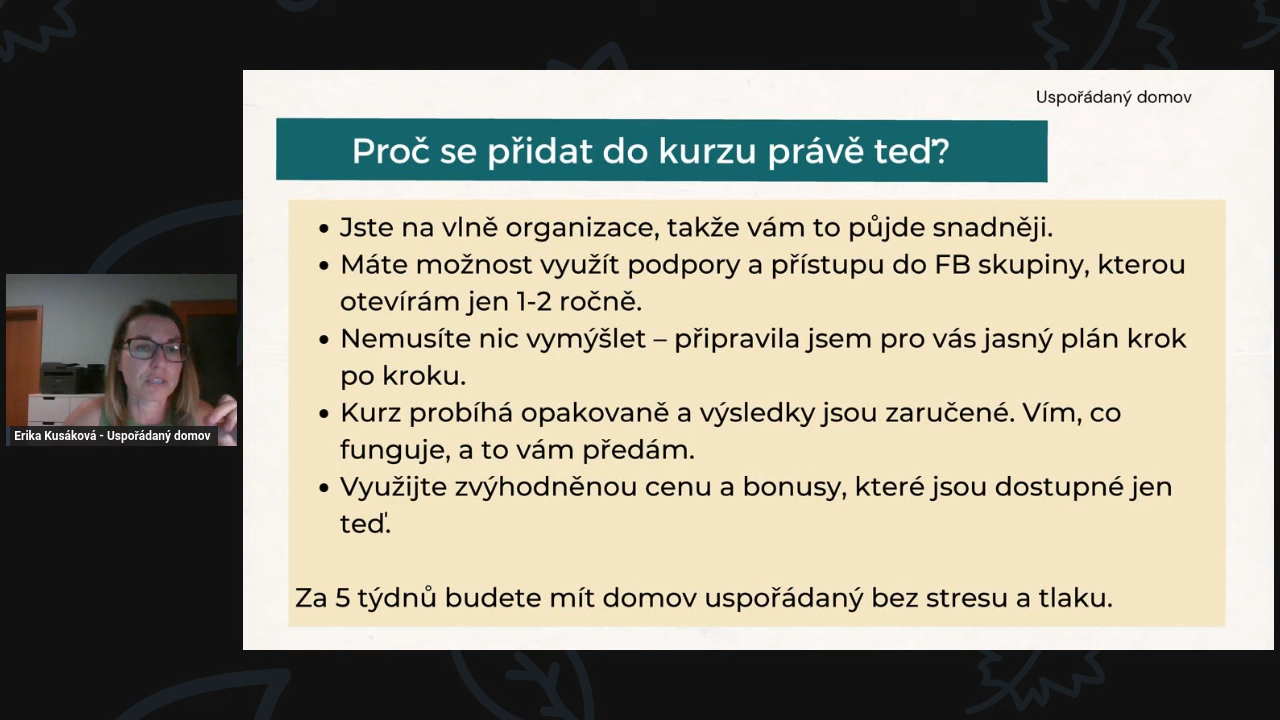 Uspořádaný domov
Proč se přidat do kurzu právě teď?
• Jste na vlně organizace, takže vám to půjde snadněji.
• Máte možnost využít podpory a přístupu do FB skupiny, kterou
otevírám jen 1-2 ročně.
• Nemusíte nic vymýšlet – připravila jsem pro vás jasný plán krok
po kroku.
• Kurz probíhá opakovaně a výsledky jsou zaručené. Vím, co
funguje, a to vám předám.
• Využijte zvýhodněnou cenu a bonusy, které jsou dostupné jen
teď.
Za 5 týdnů budete mít domov uspořádaný bez stresu a tlaku.
Erika Kusáková - Uspořádaný domov